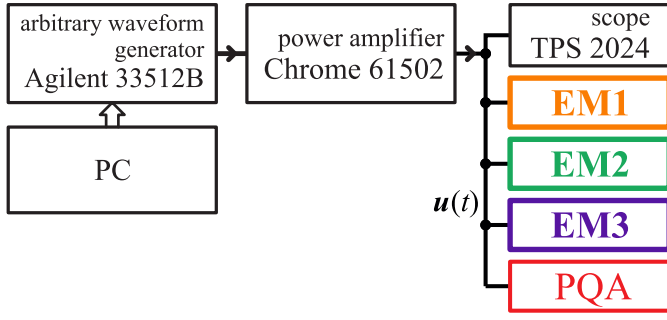 arbitrary waveform
generator
Agilent 33512B
power amplifier
Chrome 61502
scope
TPS 2024
EM1
EM2
EM3
PQA
PC
u(t)